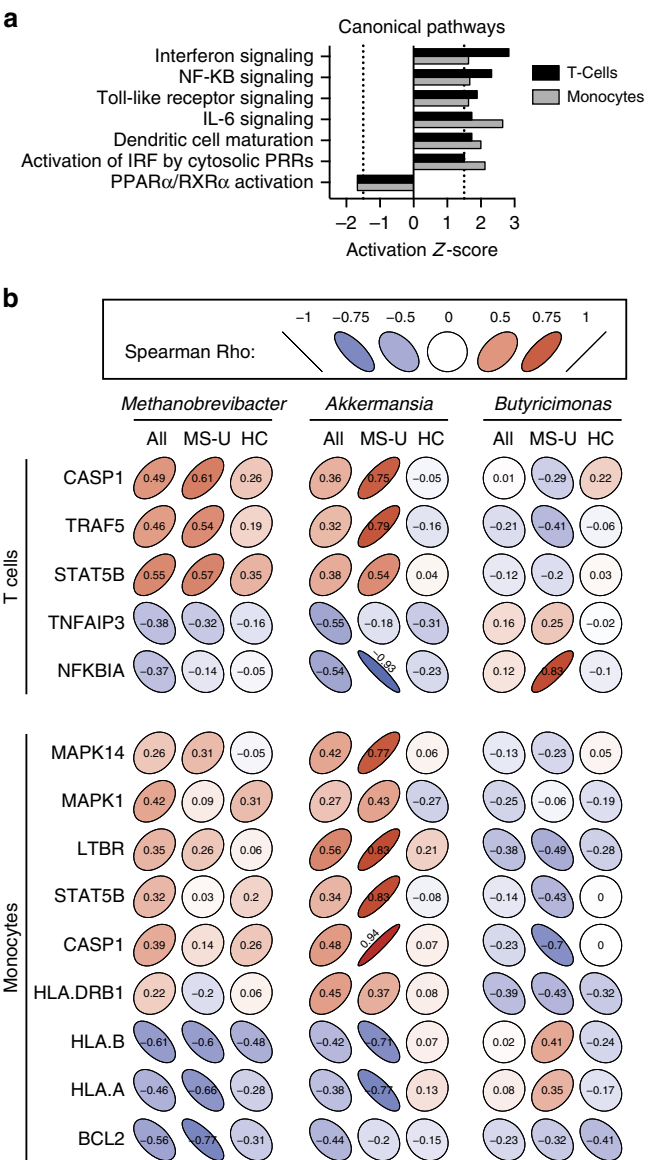 a
Canonical pathways
Interferon signaling
NF-KB signaling
Toll-like receptor signaling
IL-6 signaling
Dendritic cell maturation
Activation of IRF by cytosolic PRRs
PPARα/RXRα activation
T-Cells
Monocytes
−2 −1 0 1 2 3
Activation Z-score
b
−1 −0.75 −0.5 0 0.5 0.75 1
Spearman Rho:
Methanobrevibacter Akkermansia Butyricimonas
All MS-U HC All MS-U HC All MS-U HC
T cells
CASP1 0.49 0.61 0.26 0.36 0.75 −0.05 0.01 −0.29 0.22
TRAF5 0.46 0.54 0.19 0.32 0.79 −0.16 −0.21 −0.41 −0.06
STAT5B 0.55 0.57 0.35 0.38 0.54 0.04 −0.12 −0.2 0.03
TNFAIP3 −0.38 −0.32 −0.16 −0.55 −0.18 −0.31 0.16 0.25 −0.02
NFKBIA −0.37 −0.14 −0.05 −0.54 −0.93 −0.23 0.12 0.83 −0.1
Monocytes
MAPK14 0.26 0.31 −0.05 0.42 0.77 0.06 −0.13 −0.23 0.05
MAPK1 0.42 0.09 0.31 0.27 0.43 −0.27 −0.25 −0.06 −0.19
LTBR 0.35 0.26 0.06 0.56 0.83 0.21 −0.38 −0.49 −0.28
STAT5B 0.32 0.03 0.2 0.34 0.83 −0.08 −0.14 −0.43 0
CASP1 0.39 0.14 0.26 0.48 0.94 0.07 −0.23 −0.7 0
HLA.DRB1 0.22 −0.2 0.06 0.45 0.37 0.08 −0.39 −0.43 −0.32
HLA.B −0.61 −0.6 −0.48 −0.42 −0.71 0.07 0.02 0.41 −0.24
HLA.A −0.46 −0.66 −0.28 −0.38 −0.77 0.13 0.08 0.35 −0.17
BCL2 −0.56 −0.77 −0.31 −0.44 −0.2 −0.15 −0.23 −0.32 −0.41